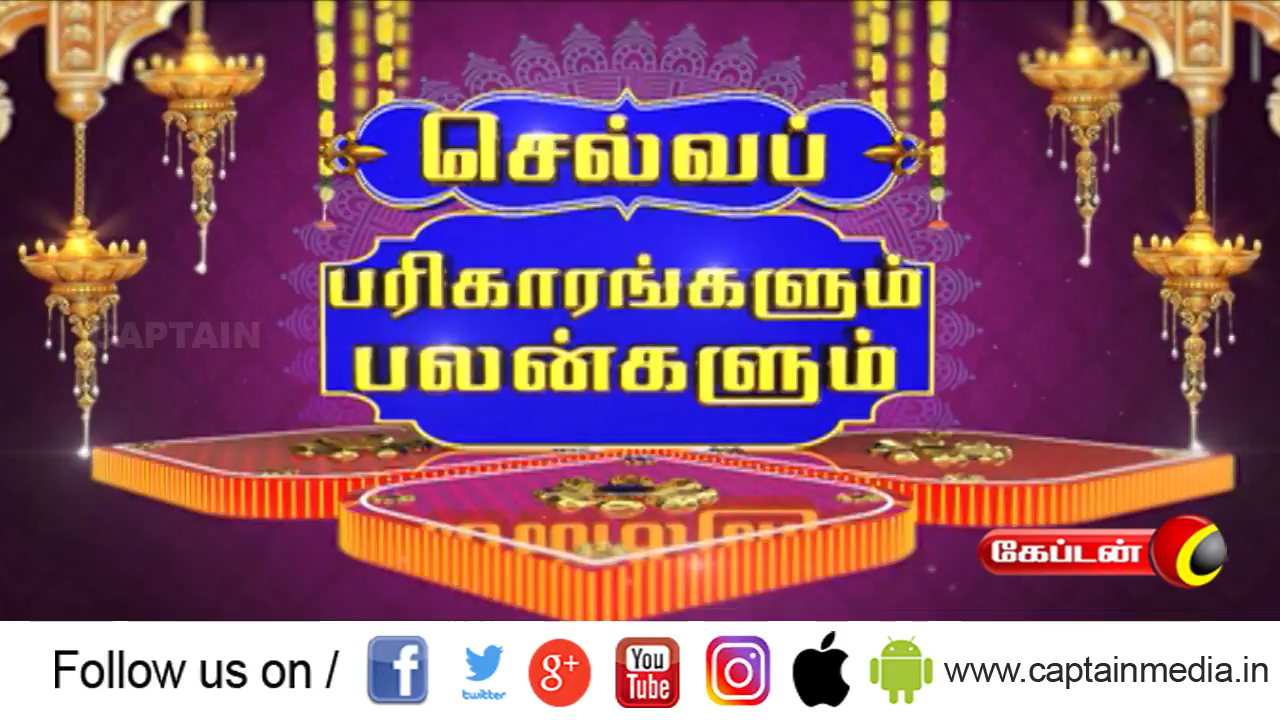 செல்வப்
பரிகாரங்களும்
பலன்களும்
CAPTAIN
கேப்டன்
Follow us on / f twitter g+ You Tube www.captainmedia.in